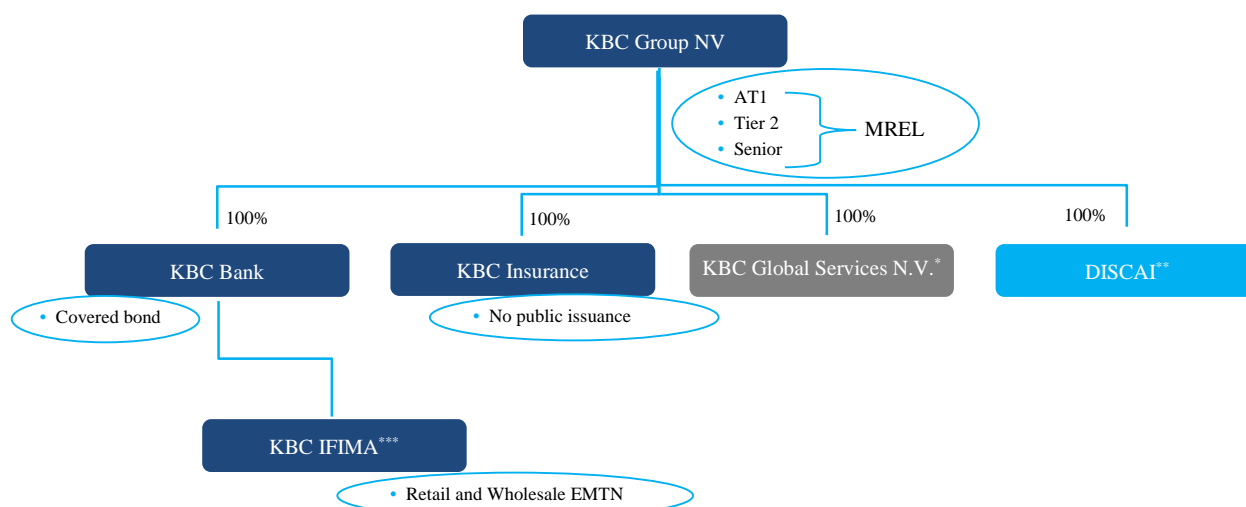 KBC Group NV
• AT1
• Tier 2
• Senior
MREL
100%
100%
100%
100%
KBC Bank
KBC Insurance
KBC Global Services N.V.*
DISCAI**
• Covered bond
• No public issuance
KBC IFIMA***
• Retail and Wholesale EMTN